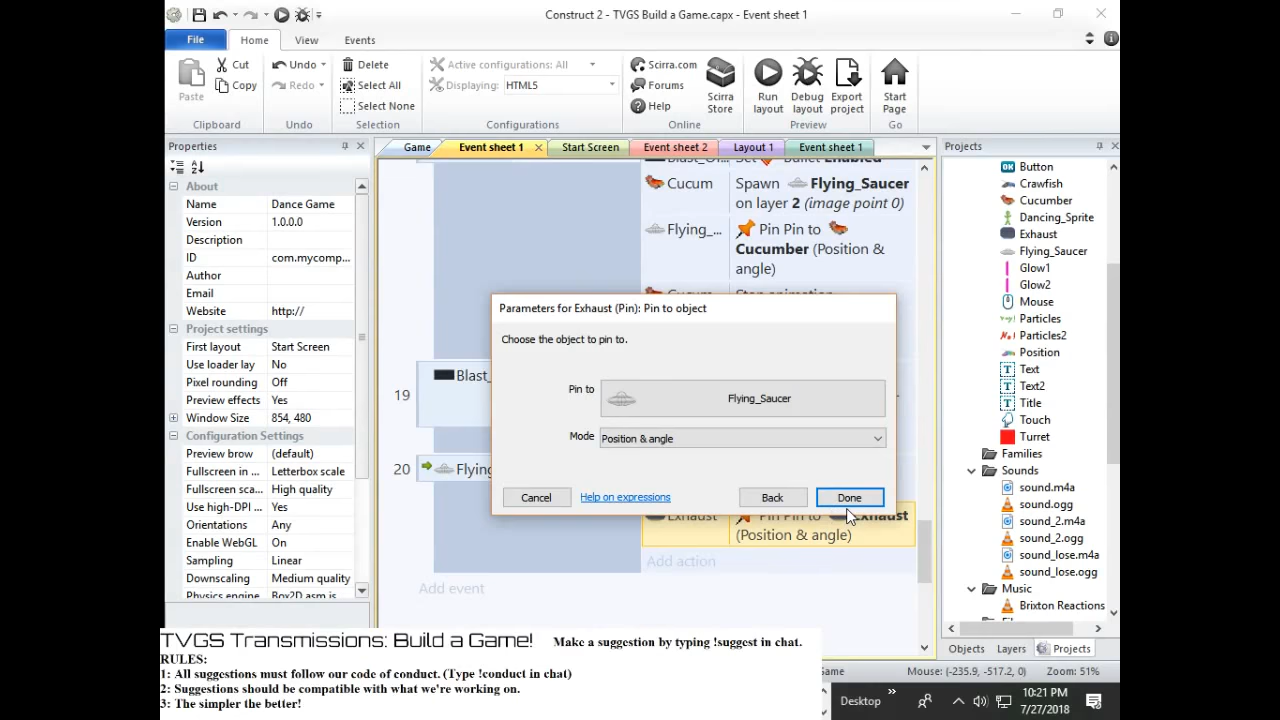 Construct 2 - TVGS Build a Game.capx - Event sheet 1
File Home View Events
Paste
Cut
Copy
Clipboard
Undo
Redo
Undo
Delete
Select All
Select None
Selection
Active configurations: All
Displaying: HTML5
Configurations
Scirra.com
Forums
Help
Scirra Store
Online
Run layout
Debug layout
Export project
Preview
Start Page
Go
Properties
Game Event sheet 1 Start Screen Event sheet 2 Layout 1 Event sheet 1
Projects
About
Name Dance Game
Version 1.0.0.0
Description
ID com.mycomp...
Author
Email
Website http://
Project settings
First layout Start Screen
Use loader lay No
Pixel rounding Off
Preview effects Yes
Window Size 854, 480
Configuration Settings
Preview brow (default)
Fullscreen in ... Letterbox scale
Fullscreen sca... High quality
Use high-DPI ... Yes
Orientations Any
Enable WebGL On
Sampling Linear
Downscaling Medium quality
Physics engine Box2D asm.js
Set Bullet Enabled
Cucum Spawn Flying_Saucer
on layer 2 (image point 0)
Flying_... Pin Pin to
Cucumber (Position &
angle)
Cucum Stop animation
19 Blast_
20 Flying
Exhaust Pin Pin to Exhaust
(Position & angle)
Add action
Add event
Parameters for Exhaust (Pin): Pin to object
Choose the object to pin to.
Pin to Flying_Saucer
Mode Position & angle
Cancel Help on expressions Back Done
Button
Crawfish
Cucumber
Dancing_Sprite
Exhaust
Flying_Saucer
Glow1
Glow2
Mouse
Particles
Particles2
Position
Text
Text2
Title
Touch
Turret
Families
Sounds
sound.m4a
sound.ogg
sound_2.m4a
sound_2.ogg
sound_lose.m4a
sound_lose.ogg
Music
Brixton Reactions
Objects Layers Projects
ame Mouse: (-235.9, -517.2, 0) Zoom: 51%
TVGS Transmissions: Build a Game! Make a suggestion by typing !suggest in chat.
RULES:
1: All suggestions must follow our code of conduct. (Type !conduct in chat)
2: Suggestions should be compatible with what we're working on.
3: The simpler the better!
Desktop
10:21 PM
7/27/2018